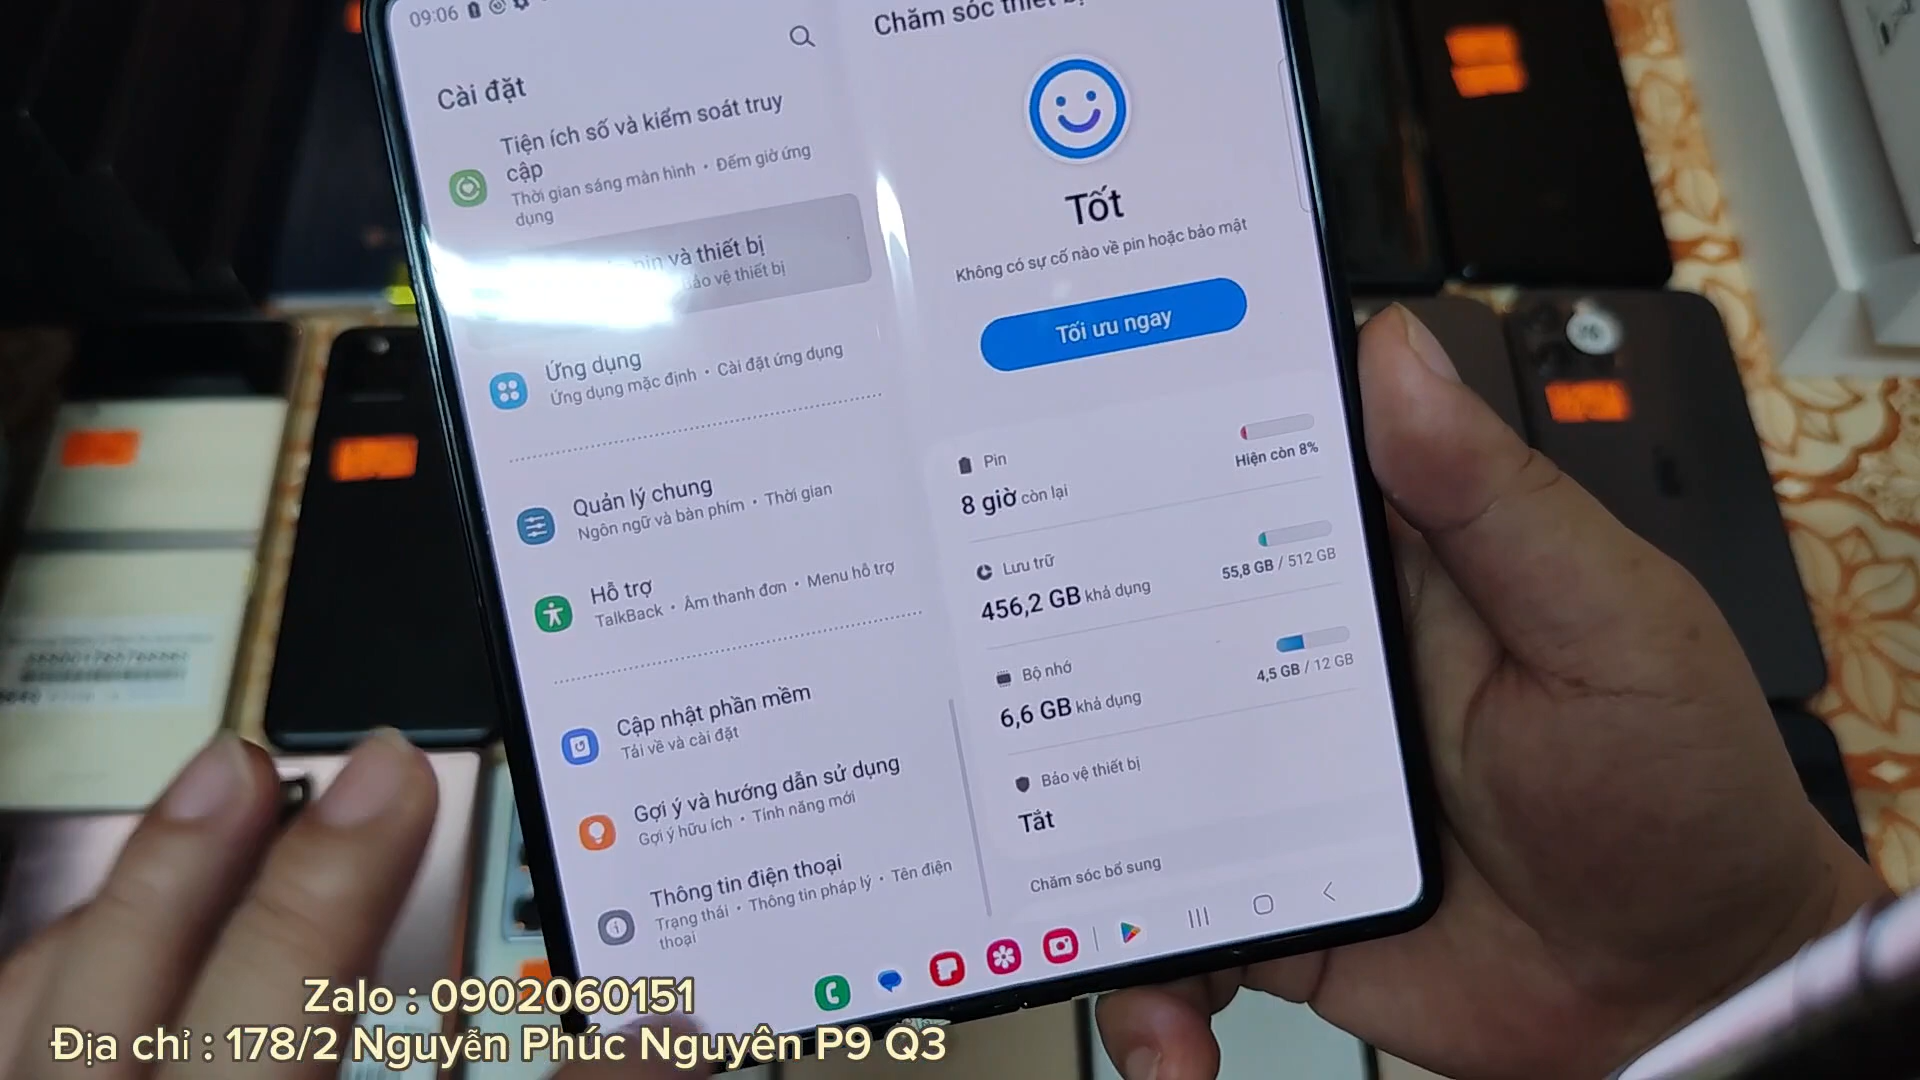 09:06
Cài đặt
Tiện ích số và kiểm soát truy
cập
Thời gian sáng màn hình • Đếm giờ ứng
dụng
pin và thiết bị
Bảo vệ thiết bị
Ứng dụng
Ứng dụng mặc định • Cài đặt ứng dụng
Quản lý chung
Ngôn ngữ và bàn phím • Thời gian
Hỗ trợ
TalkBack • Âm thanh đơn • Menu hỗ trợ
Cập nhật phần mềm
Tải về và cài đặt
Gợi ý và hướng dẫn sử dụng
Gợi ý hữu ích • Tính năng mới
Thông tin điện thoại
Trạng thái • Thông tin pháp lý • Tên điện
thoại
Chăm sóc thiết bị
Tốt
Không có sự cố nào về pin hoặc bảo mật
Tối ưu ngay
Pin
8 giờ còn lại
Hiện còn 8%
Lưu trữ
456,2 GB khả dụng
55,8 GB / 512 GB
Bộ nhớ
6,6 GB khả dụng
4,5 GB / 12 GB
Bảo vệ thiết bị
Tắt
Chăm sóc bổ sung
Zalo : 0902060151
Địa chỉ : 178/2 Nguyễn Phúc Nguyên P9 Q3